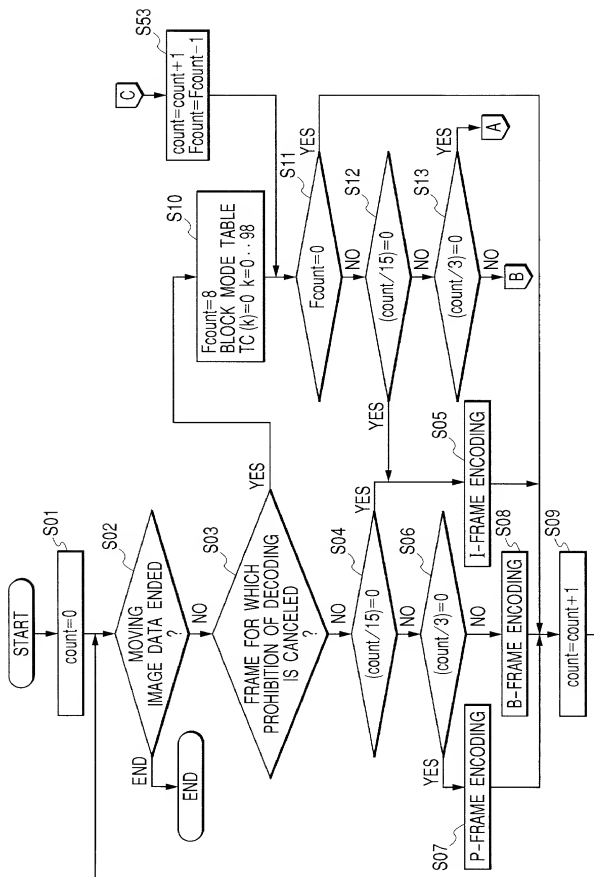 START
S01
count=0
S02
MOVING
IMAGE DATA ENDED
?
END
END
NO
S03
FRAME FOR WHICH
PROHIBITION OF DECODING
IS CANCELED
?
YES
NO
S04
(count/15)=0
YES
NO
S06
(count/3)=0
YES
NO
S07
P-FRAME ENCODING
S08
B-FRAME ENCODING
S05
I-FRAME ENCODING
S09
count=count+1
S10
Fcount=8
BLOCK MODE TABLE
TC (k)=0 k=0 · · 98
C
S53
count=count+1
Fcount=Fcount-1
S11
Fcount=0
YES
NO
S12
(count/15)=0
YES
NO
S13
(count/3)=0
YES
A
NO
B